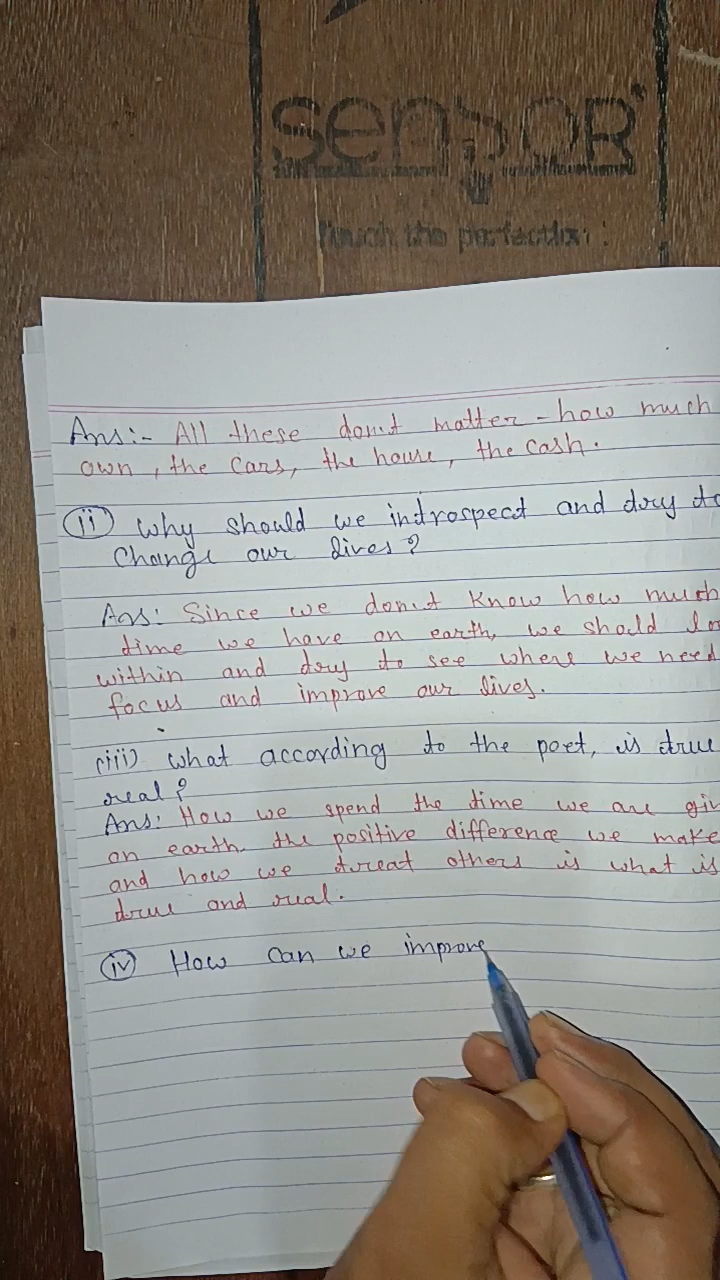 SENSOR
Touch the perfection
Ans:- All these don't matter - how much
own, the cars, the house, the cash.
(ii) Why should we introspect and try to
change our lives?
Ans: Since we don't know how much
time we have on earth, we should
within and try to see where we need
focus and improve our lives.
(iii) What according to the poet, is true
real?
Ans: How we spend the time we are
on earth the positive difference we make
and how we treat others is what is
true and real.
(iv) How can we improve